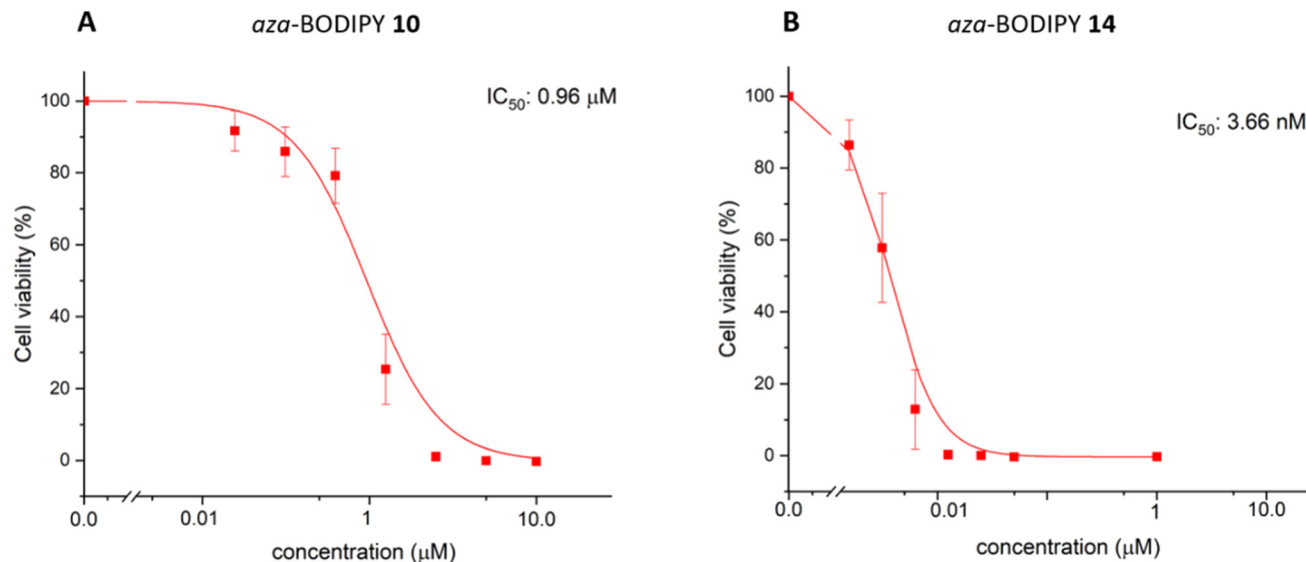 A
aza-BODIPY 10
IC50: 0.96 μM
Cell viability (%)
100
80
60
40
20
0
0.0
0.01
1
10.0
concentration (μM)
B
aza-BODIPY 14
IC50: 3.66 nM
Cell viability (%)
100
80
60
40
20
0
0.0
0.01
1
10.0
concentration (μM)